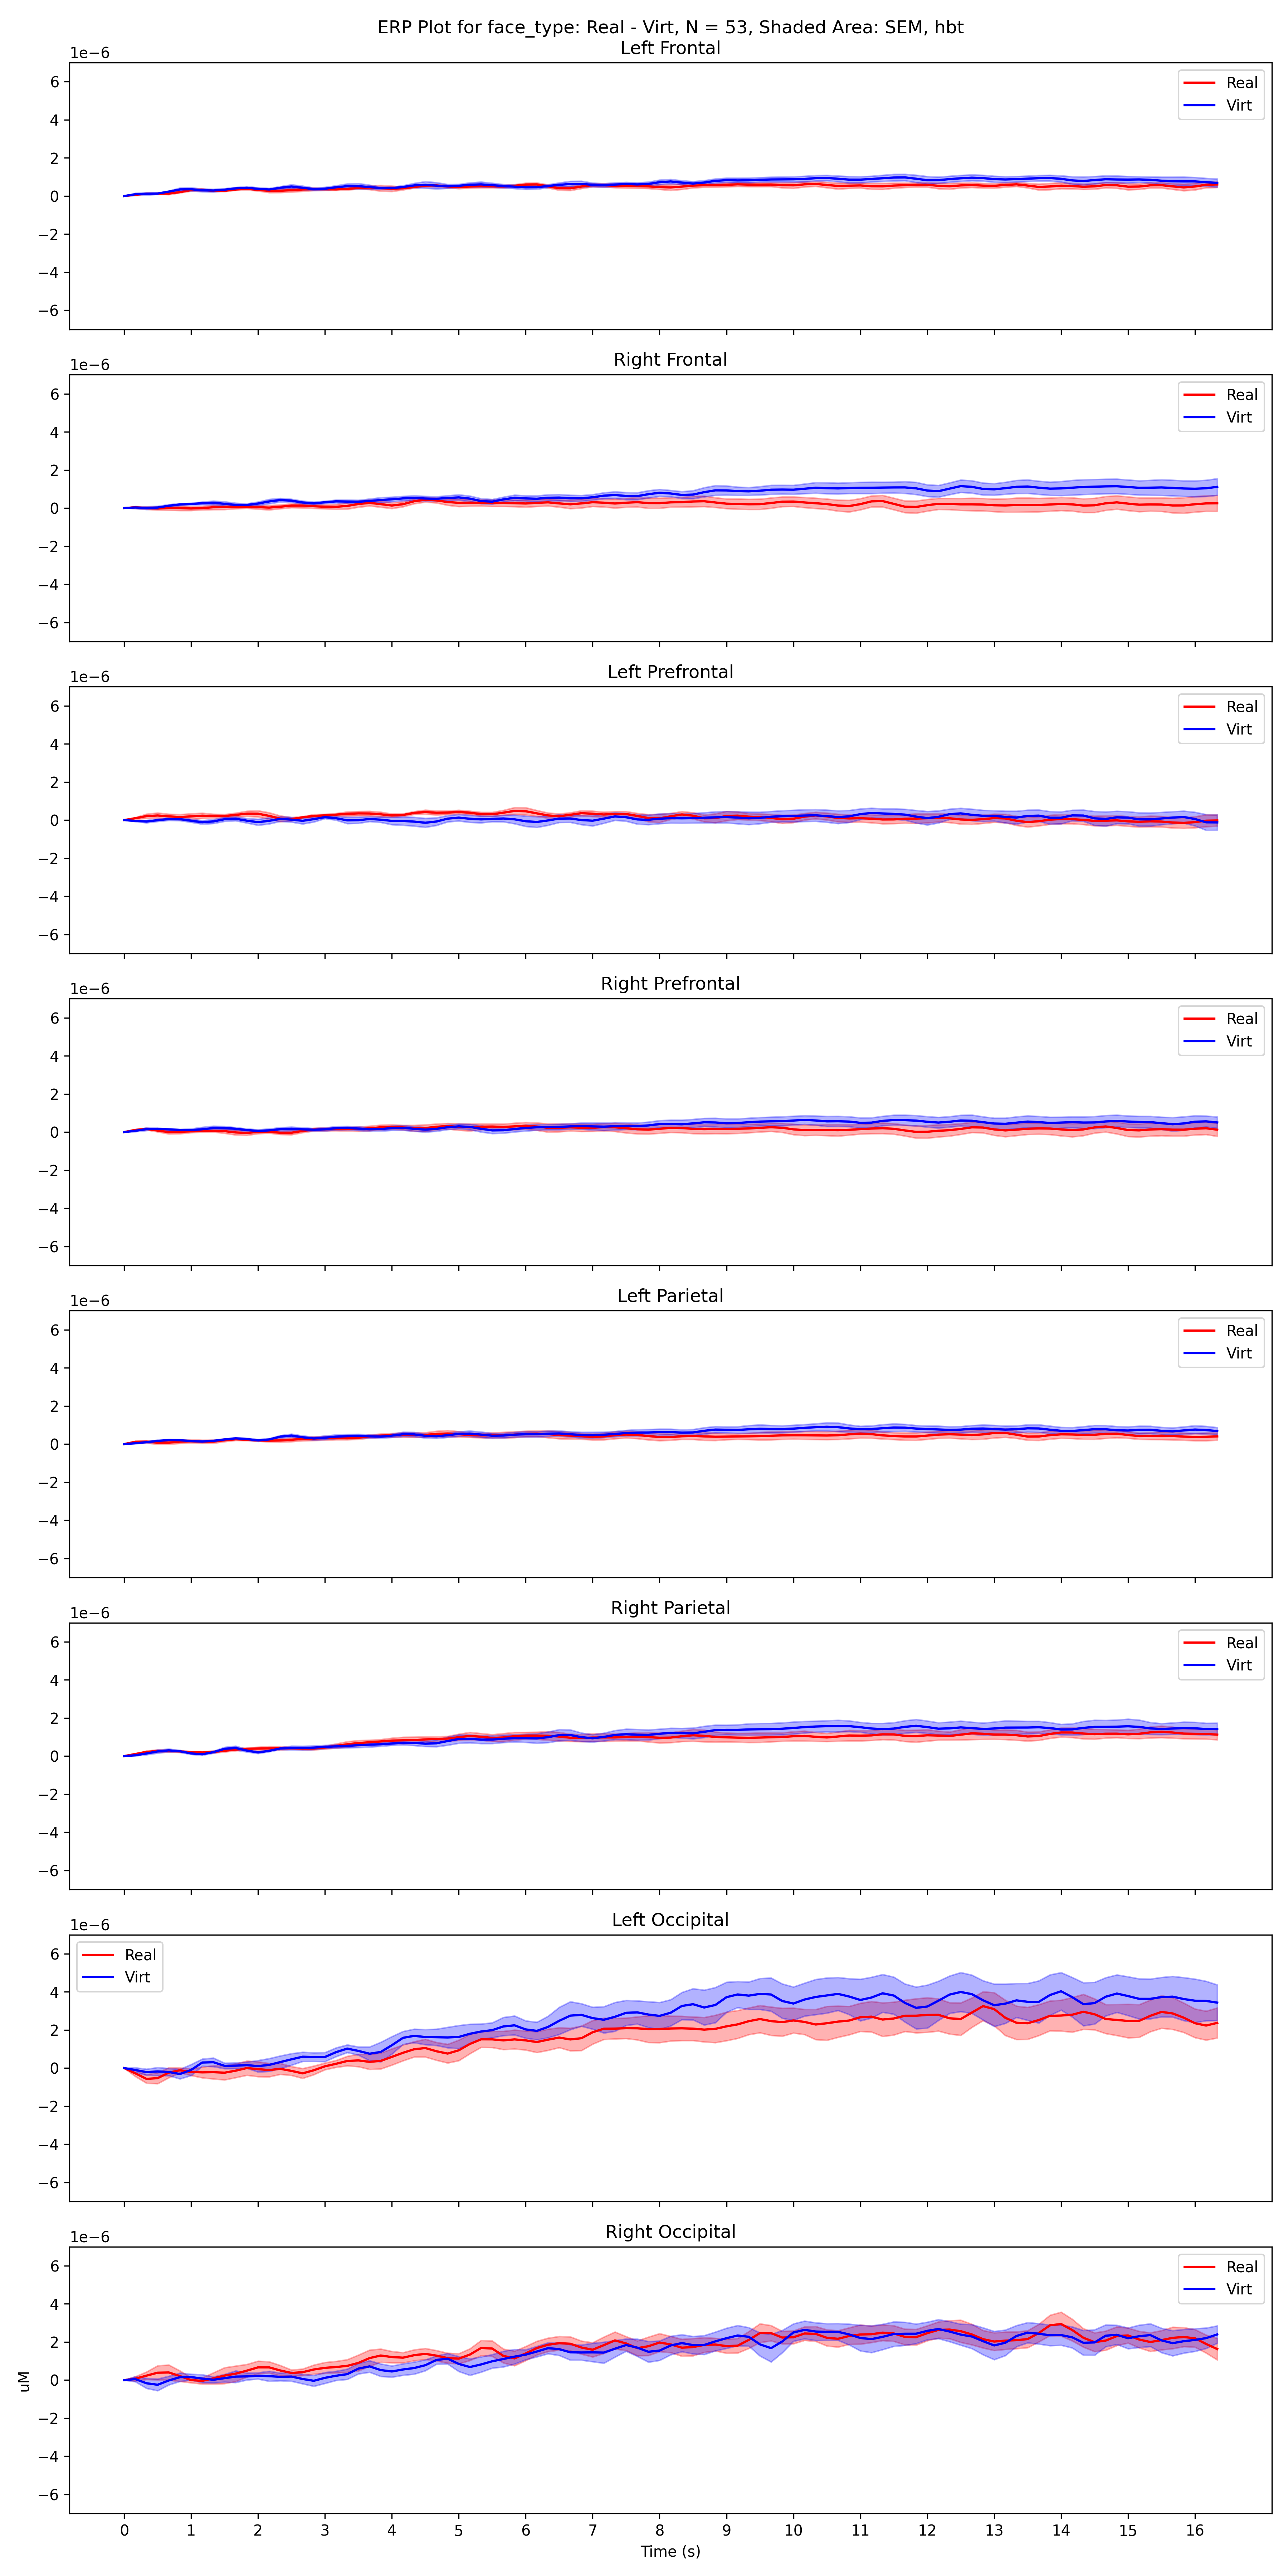 ERP Plot for face_type: Real - Virt, N = 53, Shaded Area: SEM, hbt
Left Frontal
1e−6
6
4
2
0
−2
−4
−6
Real
Virt
Right Frontal
1e−6
6
4
2
0
−2
−4
−6
Real
Virt
Left Prefrontal
1e−6
6
4
2
0
−2
−4
−6
Real
Virt
Right Prefrontal
1e−6
6
4
2
0
−2
−4
−6
Real
Virt
Left Parietal
1e−6
6
4
2
0
−2
−4
−6
Real
Virt
Right Parietal
1e−6
6
4
2
0
−2
−4
−6
Real
Virt
Left Occipital
1e−6
6
4
2
0
−2
−4
−6
Real
Virt
Right Occipital
1e−6
6
4
2
0
−2
−4
−6
Real
Virt
uM
0 1 2 3 4 5 6 7 8 9 10 11 12 13 14 15 16
Time (s)